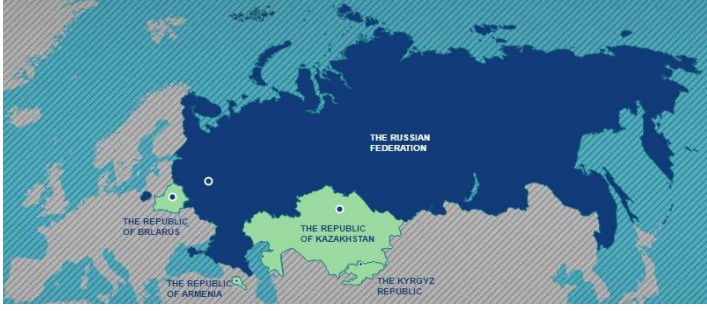 THE RUSSIAN
FEDERATION
THE REPUBLIC
OF BRLARUS
THE REPUBLIC
OF KAZAKHSTAN
THE REPUBLIC
OF ARMENIA
THE KYRGYZ
REPUBLIC